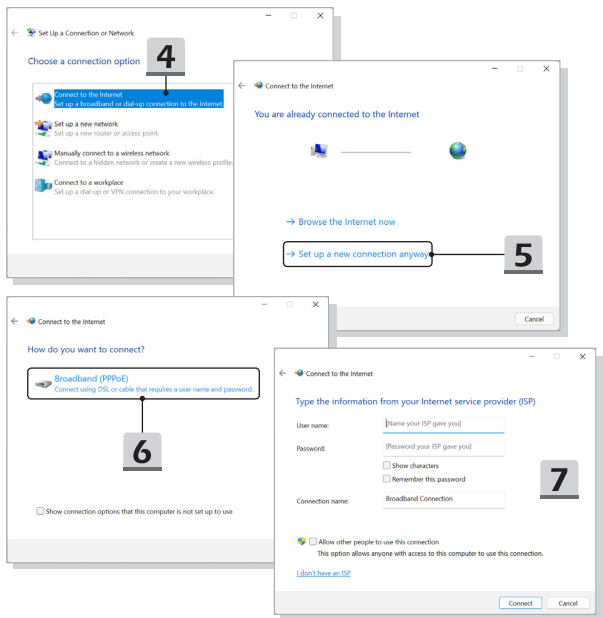 Set Up a Connection or Network
Choose a connection option
4
Connect to the Internet
Set up a broadband or dial-up connection to the Internet.
Set up a new network
Set up a new router or access point.
Manually connect to a wireless network
Connect to a hidden network or create a new wireless profile.
Connect to a workplace
Set up a dial-up or VPN connection to your workplace.
Connect to the Internet
You are already connected to the Internet
Browse the Internet now
Set up a new connection anyway
5
Cancel
Connect to the Internet
How do you want to connect?
Broadband (PPPoE)
Connect using DSL or cable that requires a user name and password.
6
Show connection options that this computer is not set up to use
Connect to the Internet
Type the information from your Internet service provider (ISP)
User name:
[Name your ISP gave you]
Password:
[Password your ISP gave you]
Show characters
Remember this password
7
Connection name:
Broadband Connection
Allow other people to use this connection
This option allows anyone with access to this computer to use this connection.
I don't have an ISP
Connect
Cancel